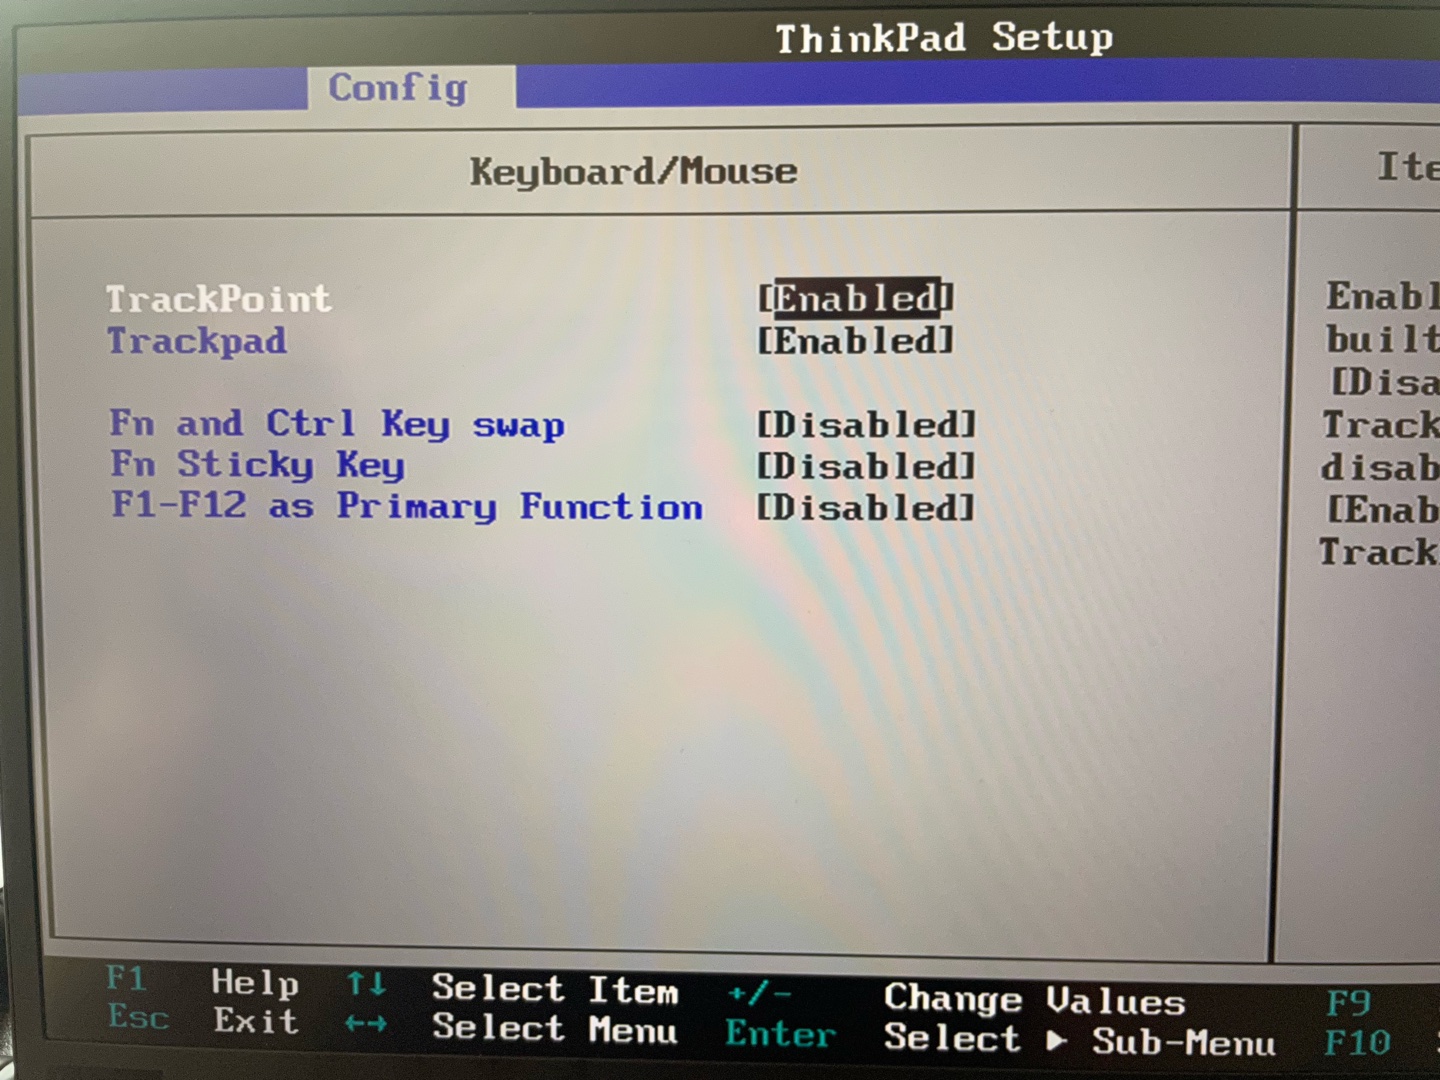 ThinkPad Setup
Config
Keyboard/Mouse
TrackPoint [Enabled]
Trackpad [Enabled]
Fn and Ctrl Key swap [Disabled]
Fn Sticky Key [Disabled]
F1-F12 as Primary Function [Disabled]
Ite
Enabl
built
[Disa
Track
disab
[Enab
Track
F1 Help ↑↓ Select Item +/- Change Values F9
Esc Exit ←→ Select Menu Enter Select ▶ Sub-Menu F10